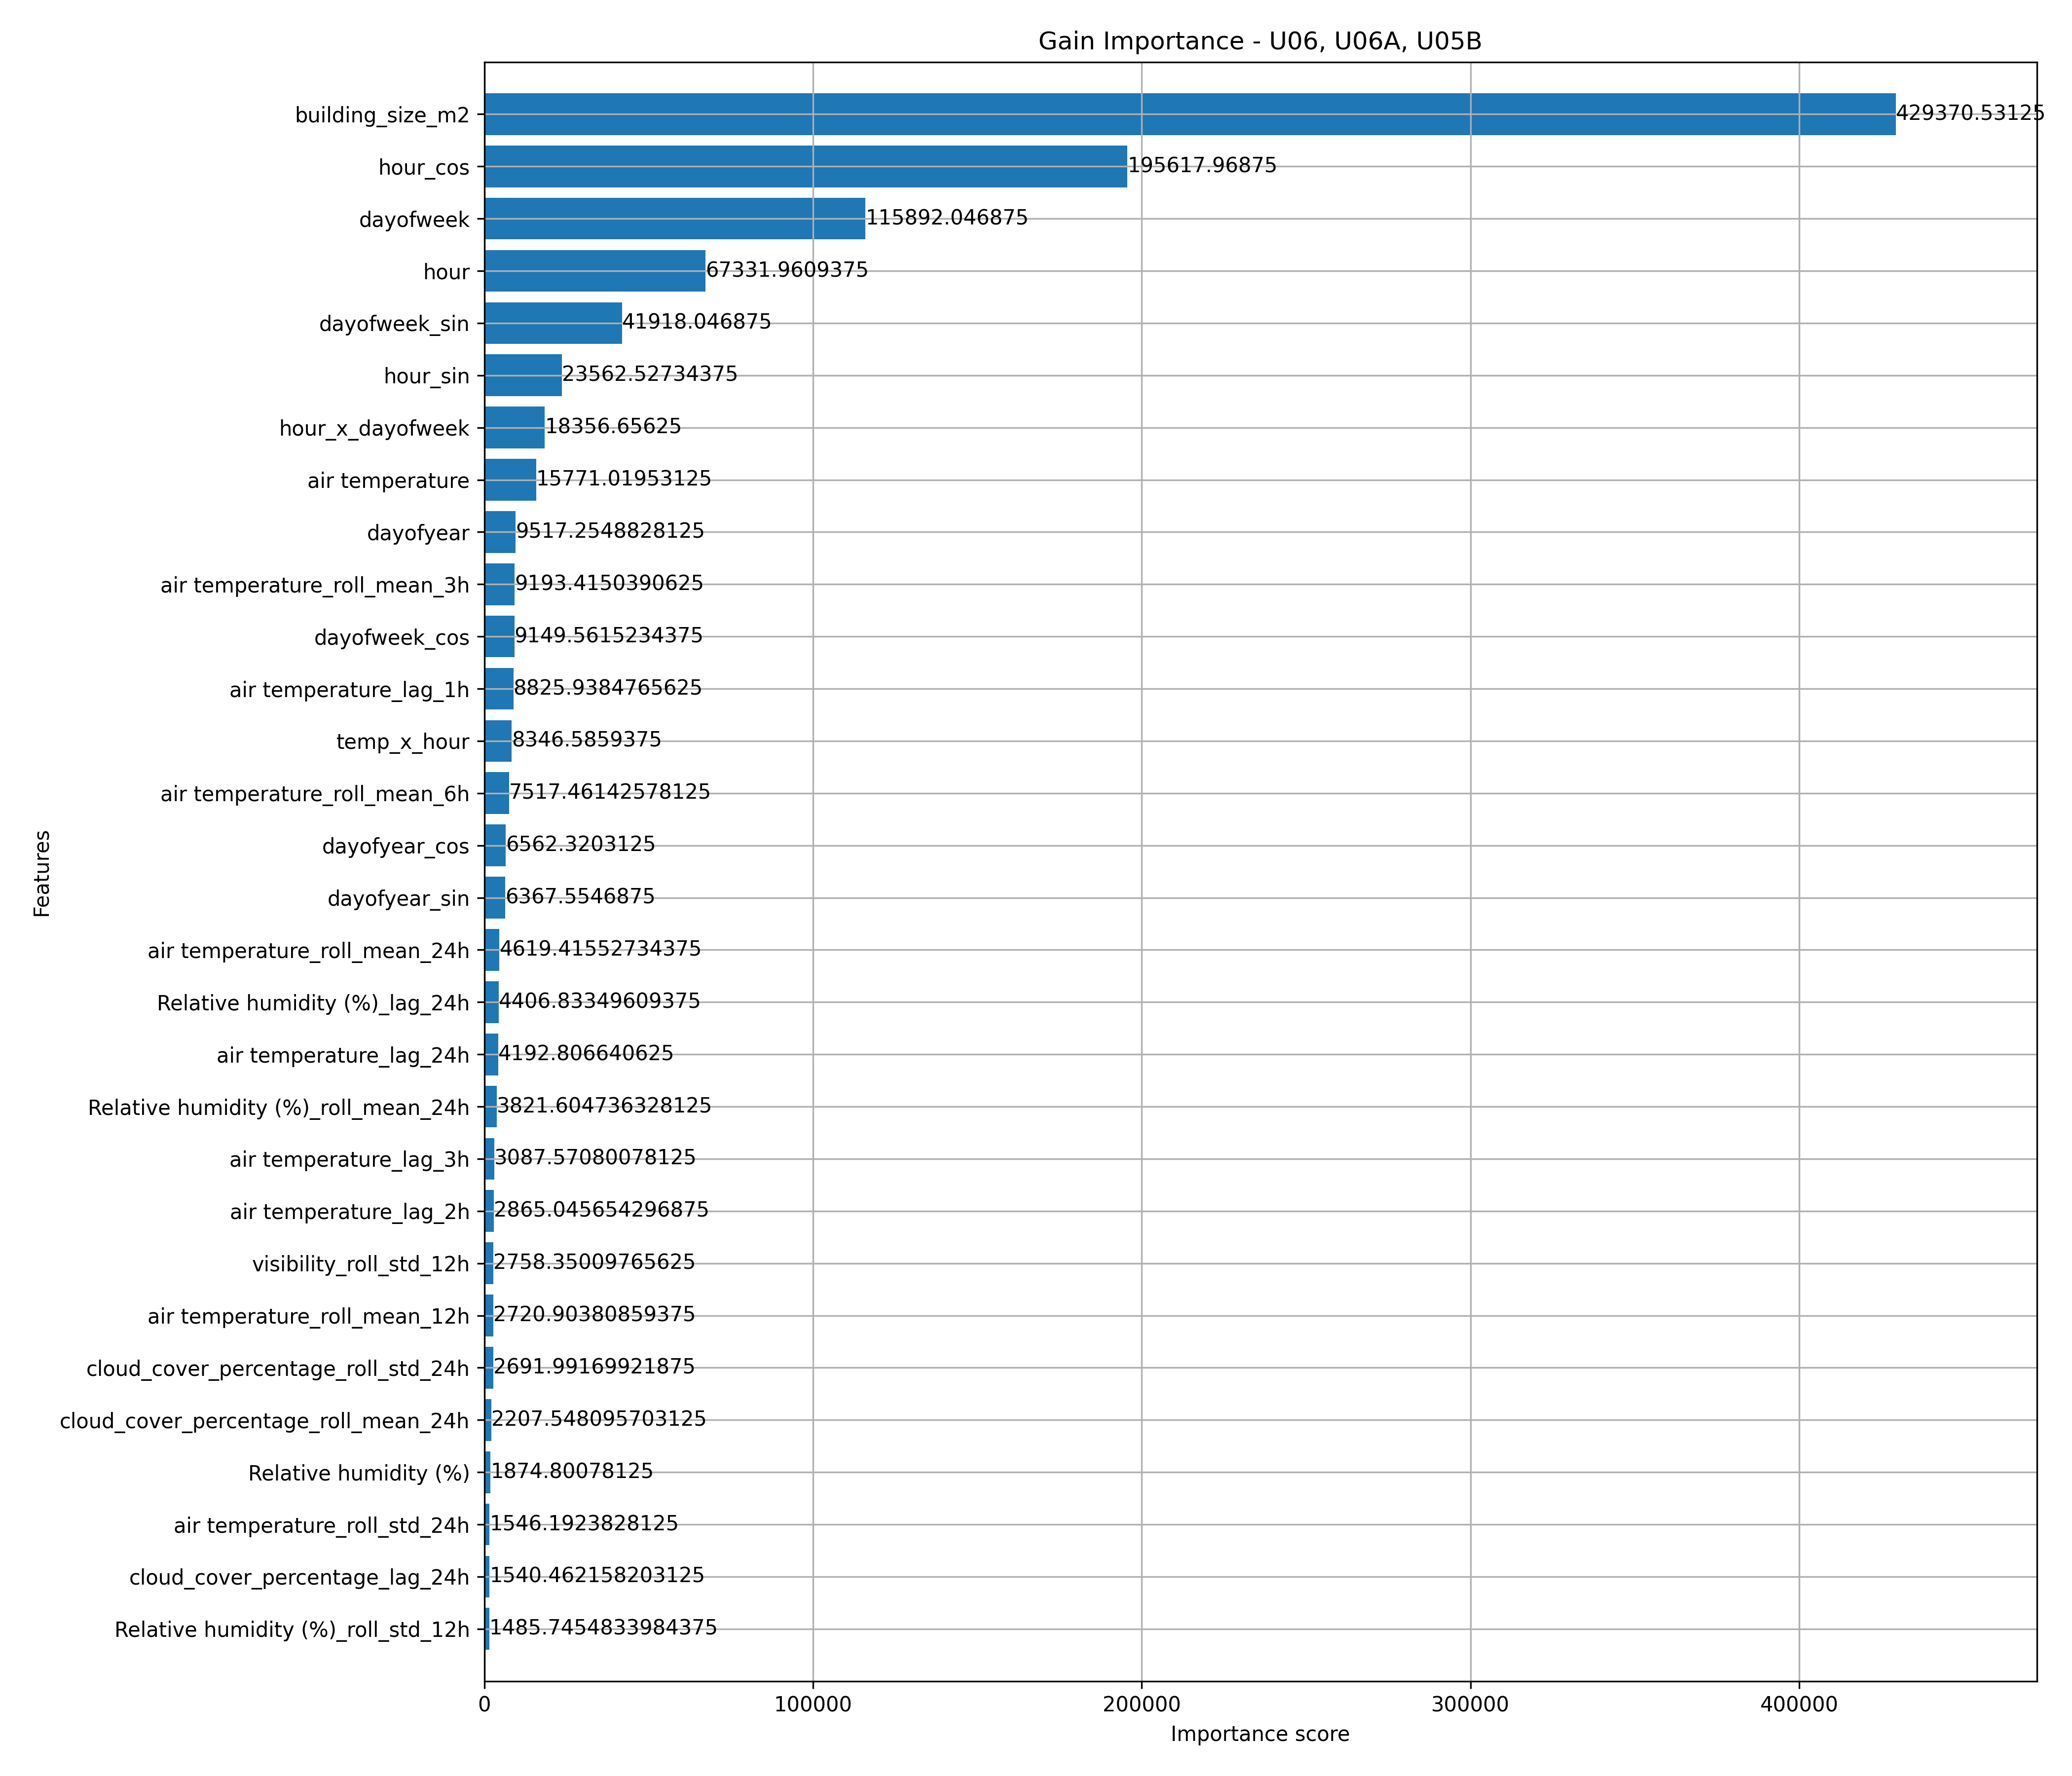 Gain Importance - U06, U06A, U05B
building_size_m2 429370.53125
hour_cos 195617.96875
dayofweek 115892.046875
hour 67331.9609375
dayofweek_sin 41918.046875
hour_sin 23562.52734375
hour_x_dayofweek 18356.65625
air temperature 15771.01953125
dayofyear 9517.2548828125
air temperature_roll_mean_3h 9193.4150390625
dayofweek_cos 9149.5615234375
air temperature_lag_1h 8825.9384765625
temp_x_hour 8346.5859375
air temperature_roll_mean_6h 7517.46142578125
dayofyear_cos 6562.3203125
dayofyear_sin 6367.5546875
air temperature_roll_mean_24h 4619.41552734375
Relative humidity (%)_lag_24h 4406.83349609375
air temperature_lag_24h 4192.806640625
Relative humidity (%)_roll_mean_24h 3821.604736328125
air temperature_lag_3h 3087.57080078125
air temperature_lag_2h 2865.045654296875
visibility_roll_std_12h 2758.35009765625
air temperature_roll_mean_12h 2720.90380859375
cloud_cover_percentage_roll_std_24h 2691.99169921875
cloud_cover_percentage_roll_mean_24h 2207.548095703125
Relative humidity (%) 1874.80078125
air temperature_roll_std_24h 1546.1923828125
cloud_cover_percentage_lag_24h 1540.462158203125
Relative humidity (%)_roll_std_12h 1485.7454833984375
Features
0 100000 200000 300000 400000
Importance score